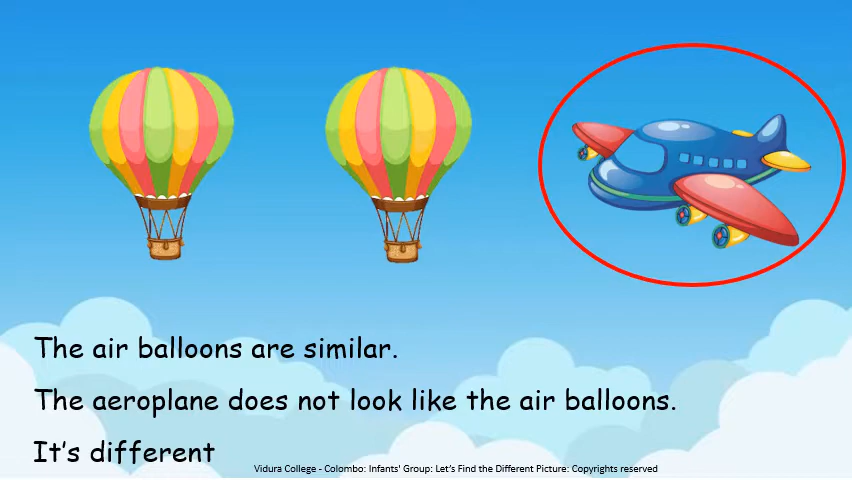 The air balloons are similar.
The aeroplane does not look like the air balloons.
It's different
Vidura College - Colombo: Infants' Group: Let's Find the Different Picture: Copyrights reserved